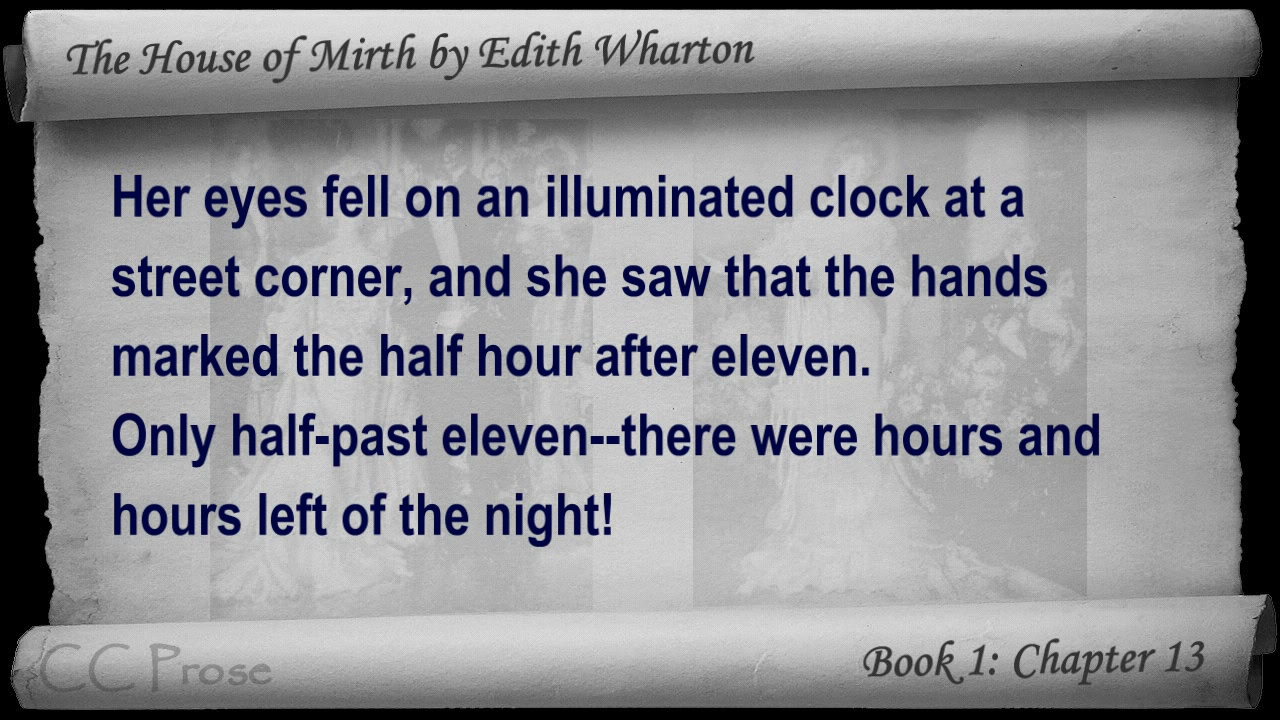 The House of Mirth by Edith Wharton
Her eyes fell on an illuminated clock at a
street corner, and she saw that the hands
marked the half hour after eleven.
Only half-past eleven--there were hours and
hours left of the night!
CC Prose
Book 1: Chapter 13